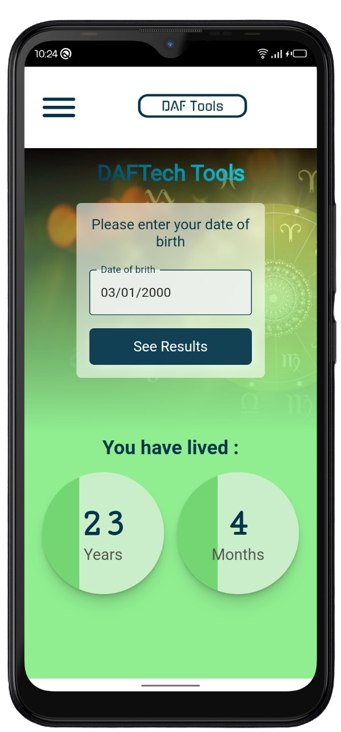 10:24
DAF Tools
DAFTech Tools
Please enter your date of
birth
Date of birth
03/01/2000
See Results
You have lived :
23
4
Years
Months